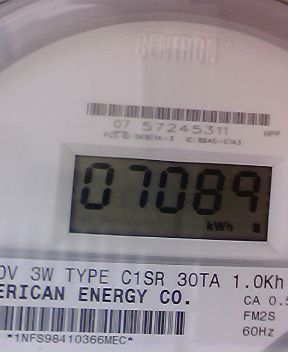 CENTRON
07 57245311 NPP
07089
kWh
0V 3W TYPE C1SR 30TA 1.0Kh
ERICAN ENERGY CO.
CA 0.5
FM2S
*1NFS98410366MEC*
60Hz